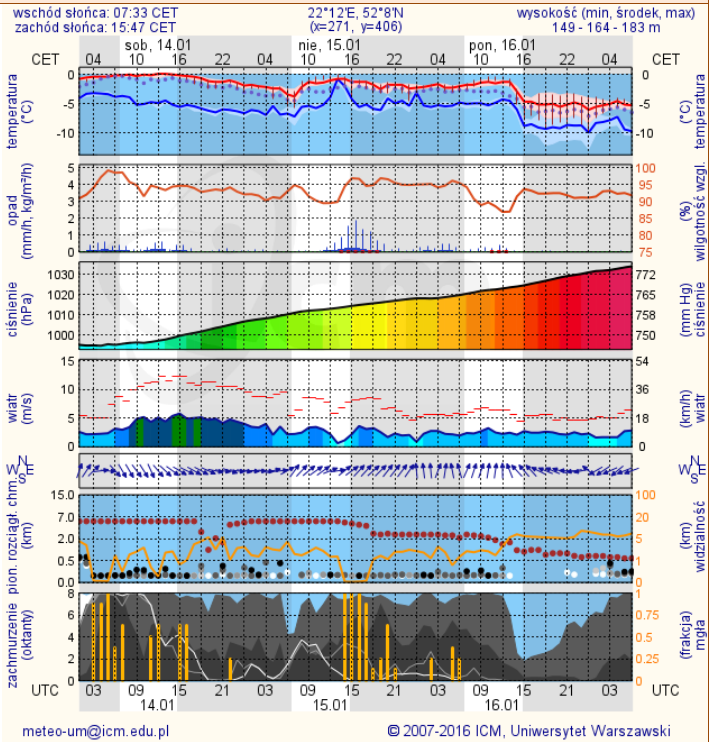 wschód słońca: 07:33 CET 22°12'E, 52°8'N wysokość (min, środek, max)
zachód słońca: 15:47 CET (x=271, y=406) 149 - 164 - 183 m
sob, 14.01 nie, 15.01 pon, 16.01
CET 04 10 16 22 04 10 16 22 04 10 16 22 04 CET
temperatura (°C) 0 -5 -10 0 -5 -10 (°C) temperatura
opad (mm/h, kg/m²/h) 5 4 3 2 1 0 100 95 90 85 80 75 (%) wilgotność wzgl.
ciśnienie (hPa) 1030 1020 1010 1000 772 765 758 750 (mm Hg) ciśnienie
wiatr (m/s) 15 10 5 0 54 36 18 0 (km/h) wiatr
N W E S N W E S
pion. rozciągł. chm. (km) 15.0 7.0 2.0 0.5 0.0 100 20 5 1 0 (km) widzialność
zachmurzenie (oktanty) 8 6 4 2 0 1 0.75 0.5 0.25 0 (frakcja) mgła
UTC 03 09 15 21 03 09 15 21 03 09 15 21 03 UTC
14.01 15.01 16.01
meteo-um@icm.edu.pl © 2007-2016 ICM, Uniwersytet Warszawski